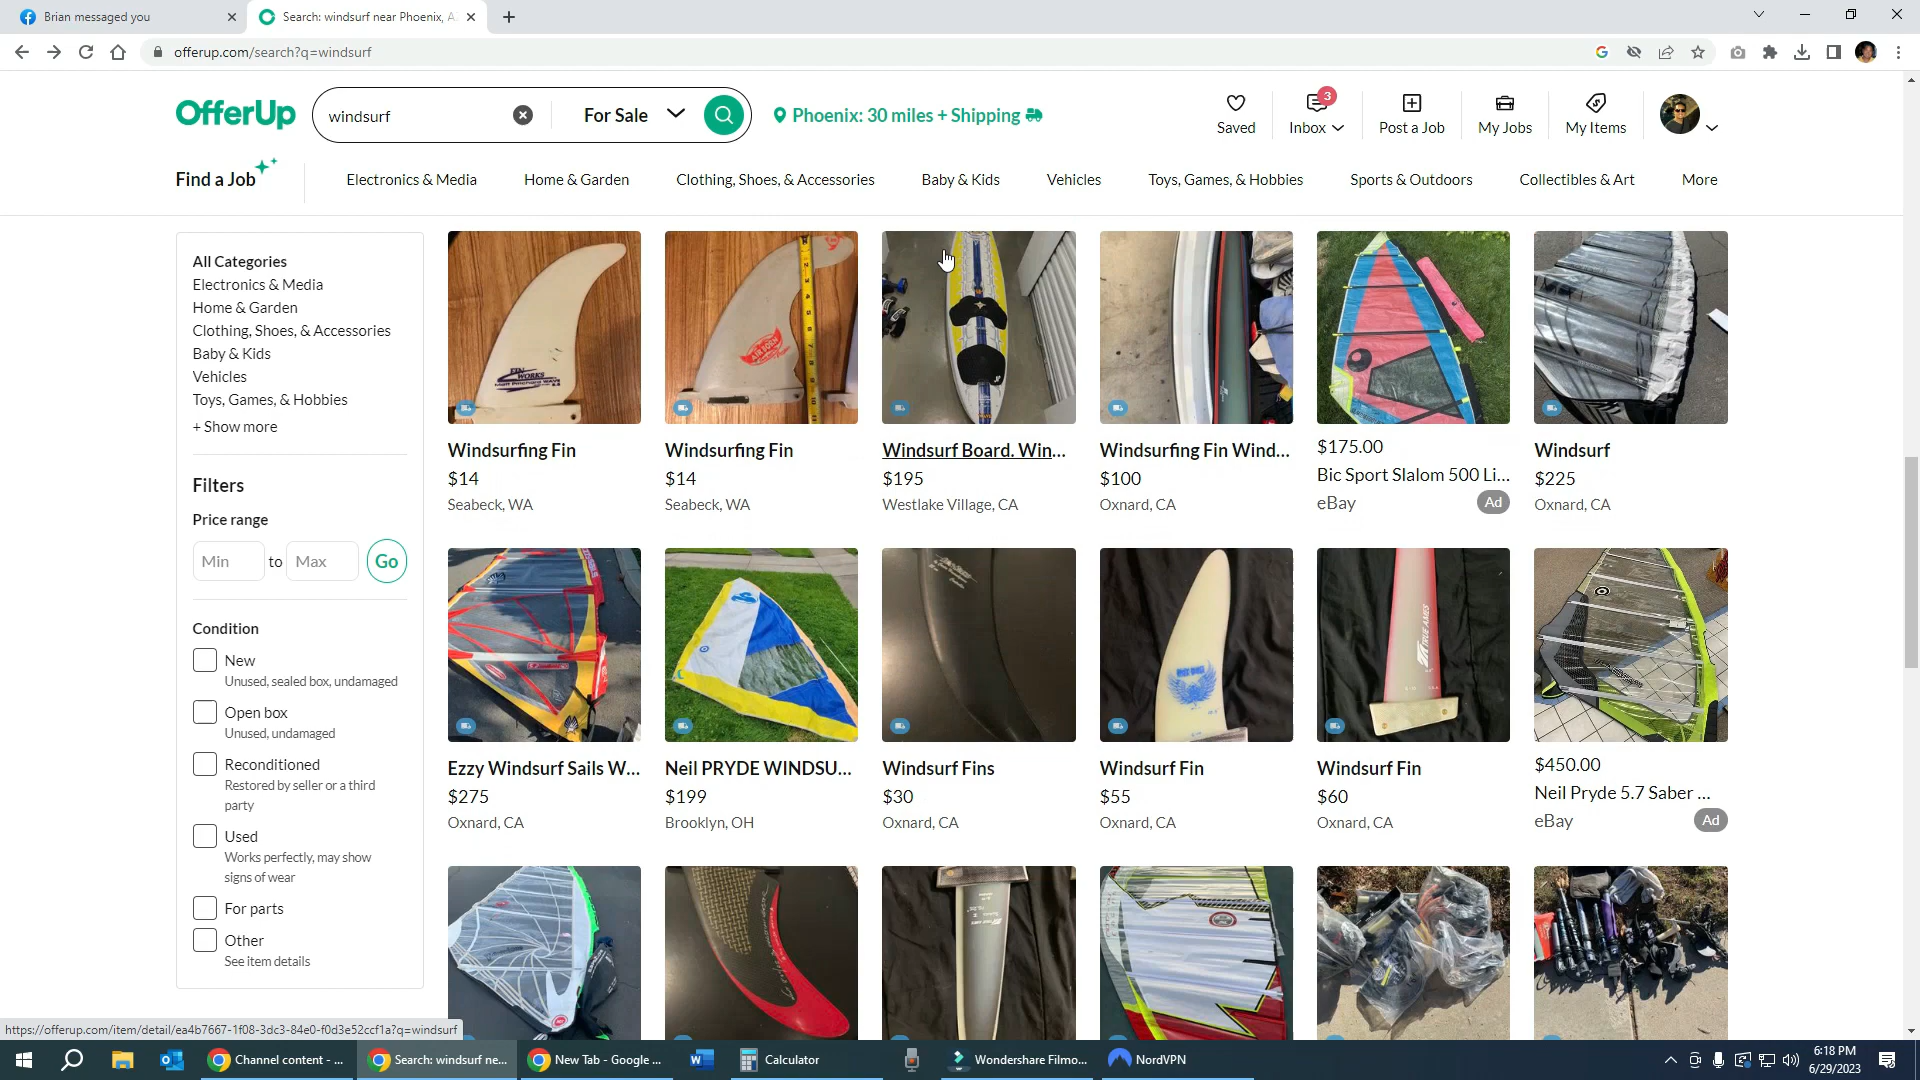 Brian messaged you
Search: windsurf near Phoenix, A
offerup.com/search?q=windsurf
OfferUp
windsurf
For Sale
Phoenix: 30 miles + Shipping
3
Saved
Inbox
Post a Job
My Jobs
My Items
Find a Job
Electronics & Media
Home & Garden
Clothing, Shoes, & Accessories
Baby & Kids
Vehicles
Toys, Games, & Hobbies
Sports & Outdoors
Collectibles & Art
More
All Categories
Electronics & Media
Home & Garden
Clothing, Shoes, & Accessories
Baby & Kids
Vehicles
Toys, Games, & Hobbies
+ Show more
Filters
Price range
Min to Max Go
Condition
New
Unused, sealed box, undamaged
Open box
Unused, undamaged
Reconditioned
Restored by seller or a third
party
Used
Works perfectly, may show
signs of wear
For parts
Other
See item details
FIN
WORKS
AIR BORN
Windsurfing Fin
$14
Seabeck, WA
Windsurfing Fin
$14
Seabeck, WA
Windsurf Board. Win...
$195
Westlake Village, CA
Windsurfing Fin Wind...
$100
Oxnard, CA
$175.00
Bic Sport Slalom 500 Li...
eBay
Ad
Windsurf
$225
Oxnard, CA
TRUE AMES
Ezzy Windsurf Sails W...
$275
Oxnard, CA
Neil PRYDE WINDSU...
$199
Brooklyn, OH
Windsurf Fins
$30
Oxnard, CA
Windsurf Fin
$55
Oxnard, CA
Windsurf Fin
$60
Oxnard, CA
$450.00
Neil Pryde 5.7 Saber ...
eBay
Ad
https://offerup.com/item/detail/ea4b7667-1f08-3dc3-84e0-f0d3e52ccf1a?q=windsurf
Channel content - ...
Search: windsurf ne...
New Tab - Google ...
Calculator
Wondershare Filmo...
NordVPN
6:18 PM
6/29/2023